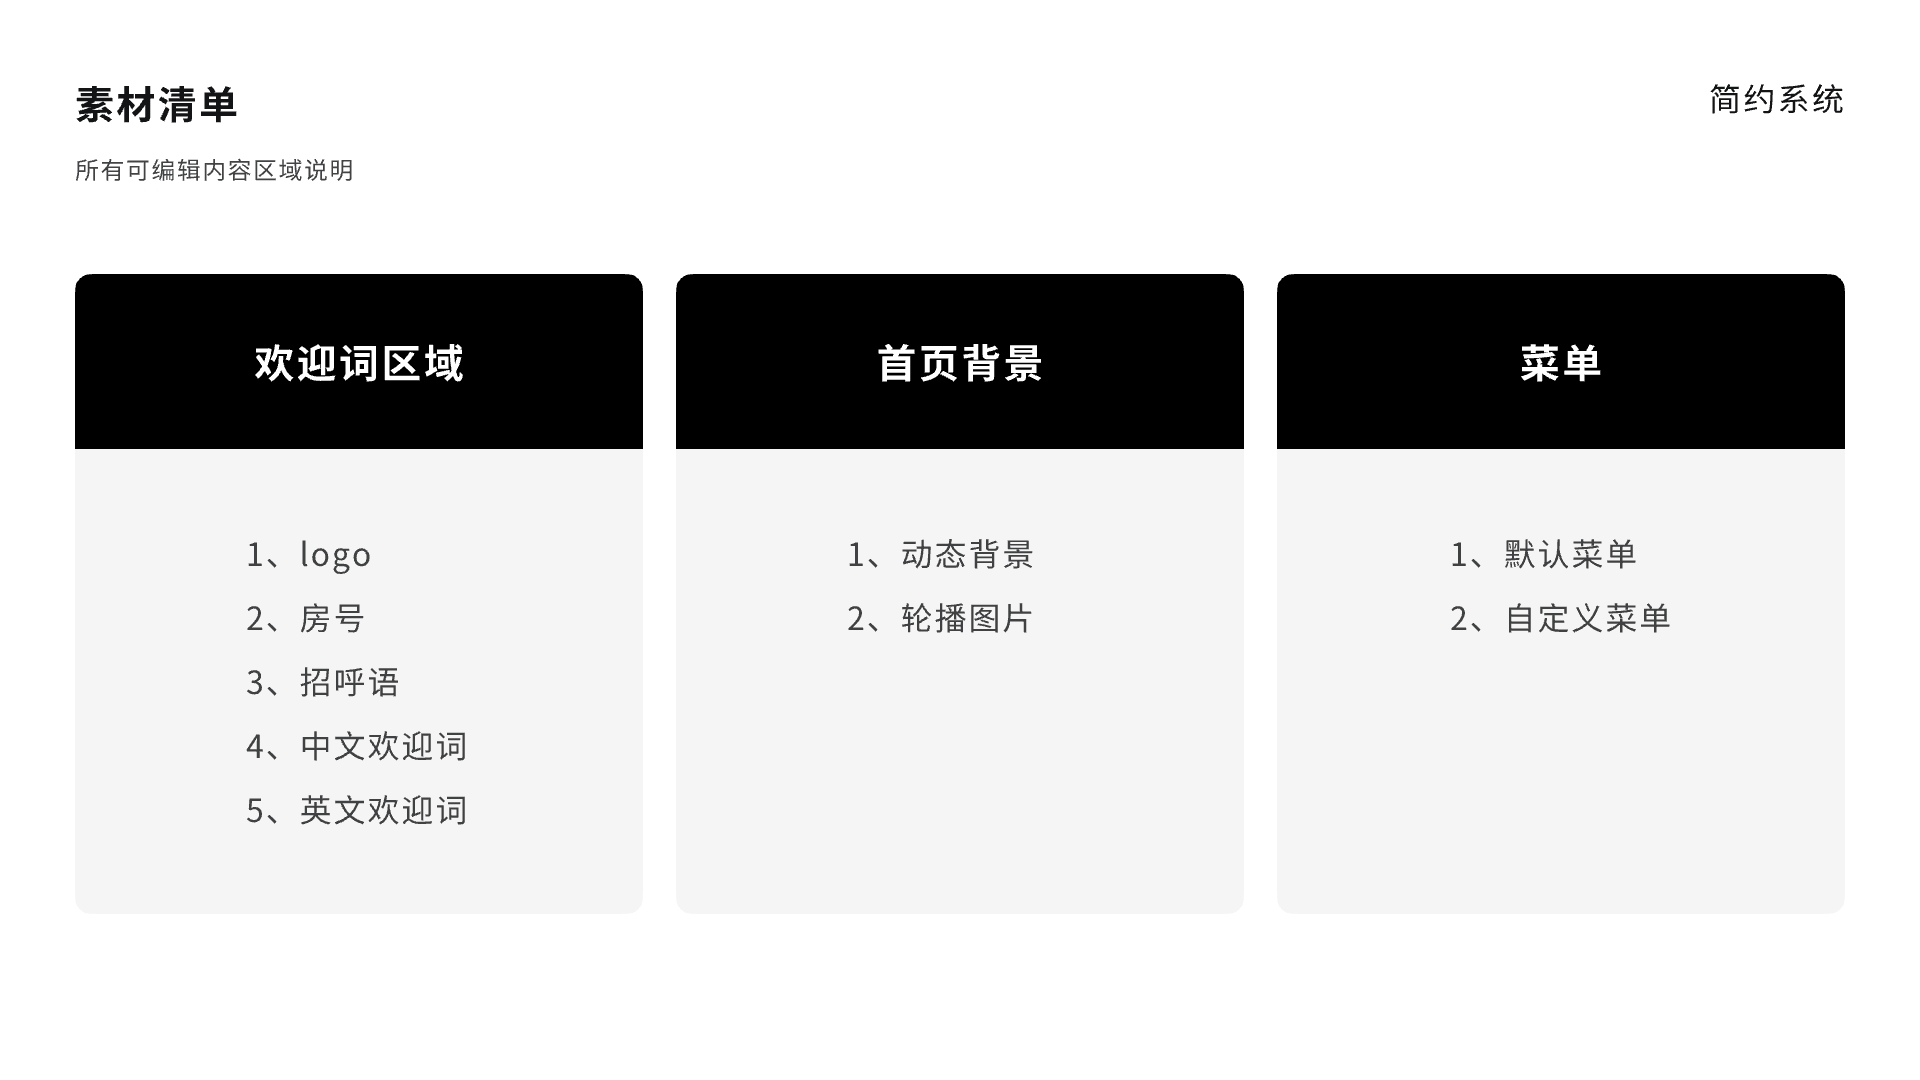 素材清单
简约系统
所有可编辑内容区域说明
欢迎词区域
1、logo
2、房号
3、招呼语
4、中文欢迎词
5、英文欢迎词
首页背景
1、动态背景
2、轮播图片
菜单
1、默认菜单
2、自定义菜单